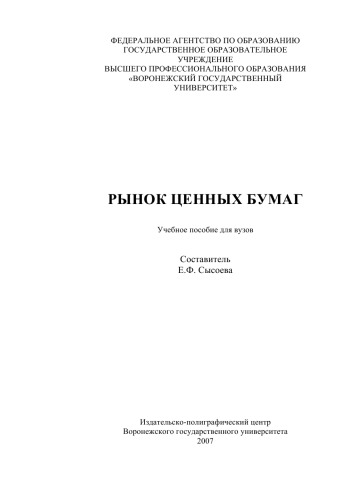 ФЕДЕРАЛЬНОЕ АГЕНТСТВО ПО ОБРАЗОВАНИЮ
ГОСУДАРСТВЕННОЕ ОБРАЗОВАТЕЛЬНОЕ
УЧРЕЖДЕНИЕ
ВЫСШЕГО ПРОФЕССИОНАЛЬНОГО ОБРАЗОВАНИЯ
«ВОРОНЕЖСКИЙ ГОСУДАРСТВЕННЫЙ
УНИВЕРСИТЕТ»
РЫНОК ЦЕННЫХ БУМАГ
Учебное пособие для вузов
Составитель
Е.Ф. Сысоева
Издательско-полиграфический центр
Воронежского государственного университета
2007